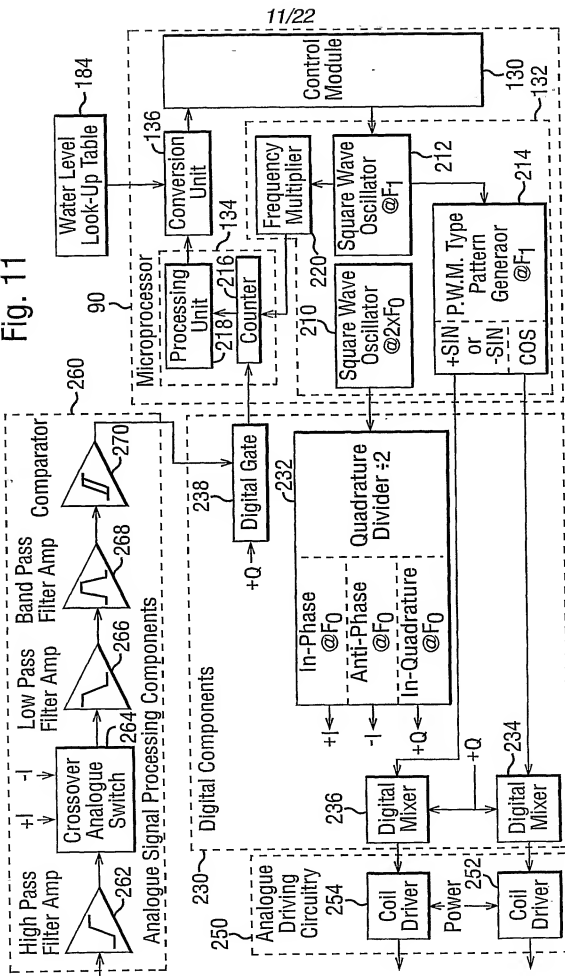 11/22
Fig. 11
260
High Pass
Filter Amp
262
+I
-I
Crossover
Analogue
Switch
264
Low Pass
Filter Amp
266
Band Pass
Filter Amp
268
Comparator
270
Analogue Signal Processing Components
90
Microprocessor
Water Level
Look-Up Table
184
Conversion
Unit
136
134
Processing
Unit
218
216
Counter
Control
Module
130
132
Frequency
Multiplier
220
Square Wave
Oscillator
@F1
212
Square Wave
Oscillator
@2xF0
210
+SIN
or
-SIN
COS
P.W.M. Type
Pattern
Generaor
@F1
214
230
Digital Components
+Q
Digital Gate
238
232
In-Phase
@F0
Anti-Phase
@F0
In-Quadrature
@F0
Quadrature
Divider ÷2
+I
-I
+Q
236
Digital
Mixer
+Q
234
Digital
Mixer
250
Analogue
Driving
Circuitry
254
Coil
Driver
Power
252
Coil
Driver